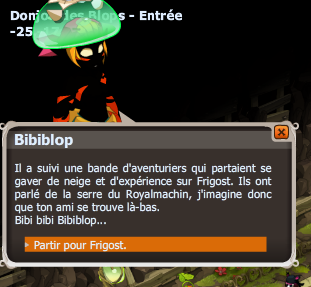 Donjon des Blops - Entrée
Bibiblop
Il a suivi une bande d'aventuriers qui partaient se
gaver de neige et d'expérience sur Frigost. Ils ont
parlé de la serre du Royalmachin, j'imagine donc
que ton ami se trouve là-bas.
Bibi bibi Bibiblop...
Partir pour Frigost.